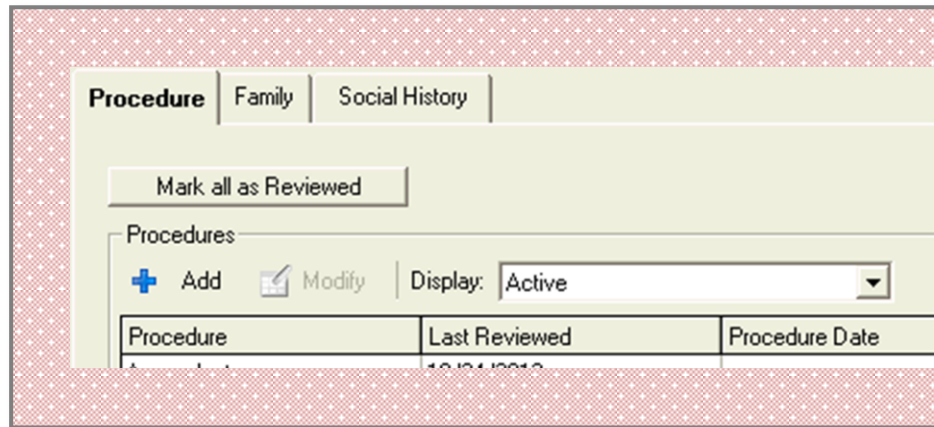 Procedure Family Social History
Mark all as Reviewed
Procedures
Add Modify Display: Active
Procedure Last Reviewed Procedure Date